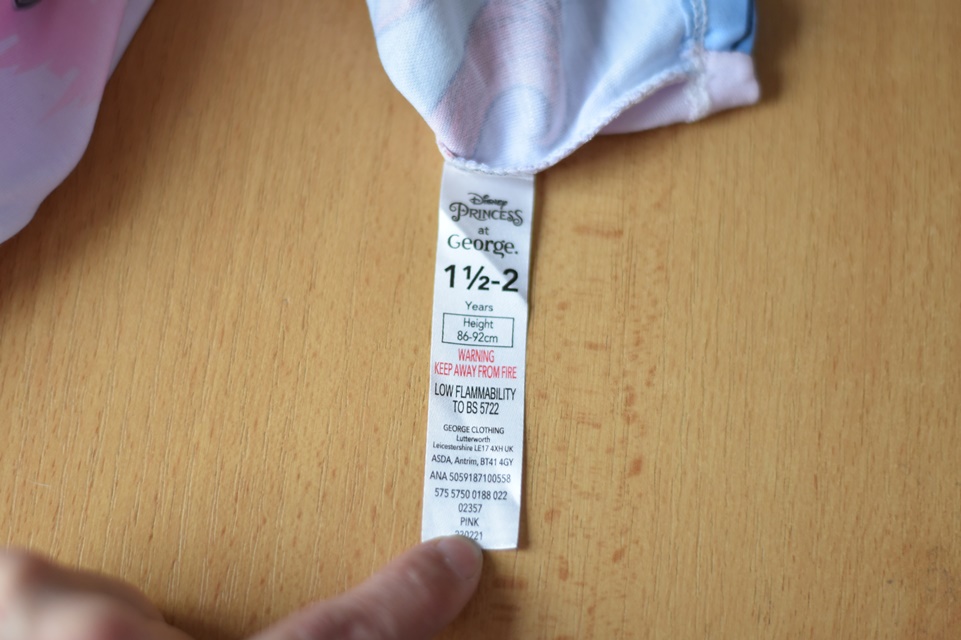 Disney
PRINCESS
at
George.
1½-2
Years
Height
86-92cm
WARNING
KEEP AWAY FROM FIRE
LOW FLAMMABILITY
TO BS 5722
GEORGE CLOTHING
Lutterworth
Leicestershire LE17 4XH UK
ASDA, Antrim, BT41 4GY
ANA 5059187100558
575 5750 0188 022
02357
PINK